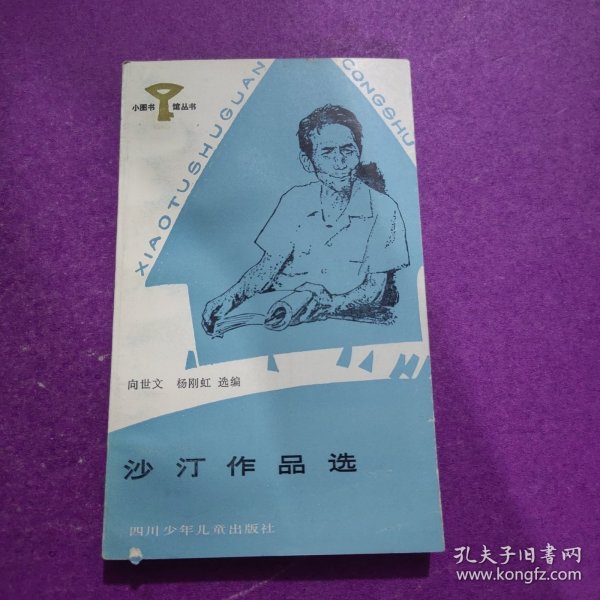 小图书馆丛书
XIAOTUSHUGUAN CONGSHU
向世文 杨刚虹 选编
沙汀作品选
四川少年儿童出版社
孔夫子旧书网
www.kongfz.com